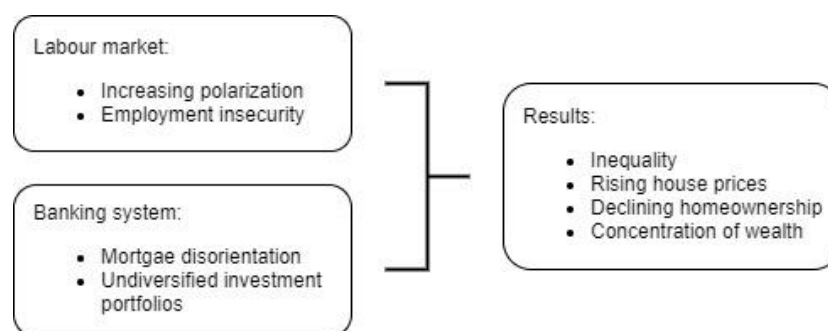 Labour market:
• Increasing polarization
• Employment insecurity
Banking system:
• Mortgae disorientation
• Undiversified investment
portfolios
Results:
• Inequality
• Rising house prices
• Declining homeownership
• Concentration of wealth